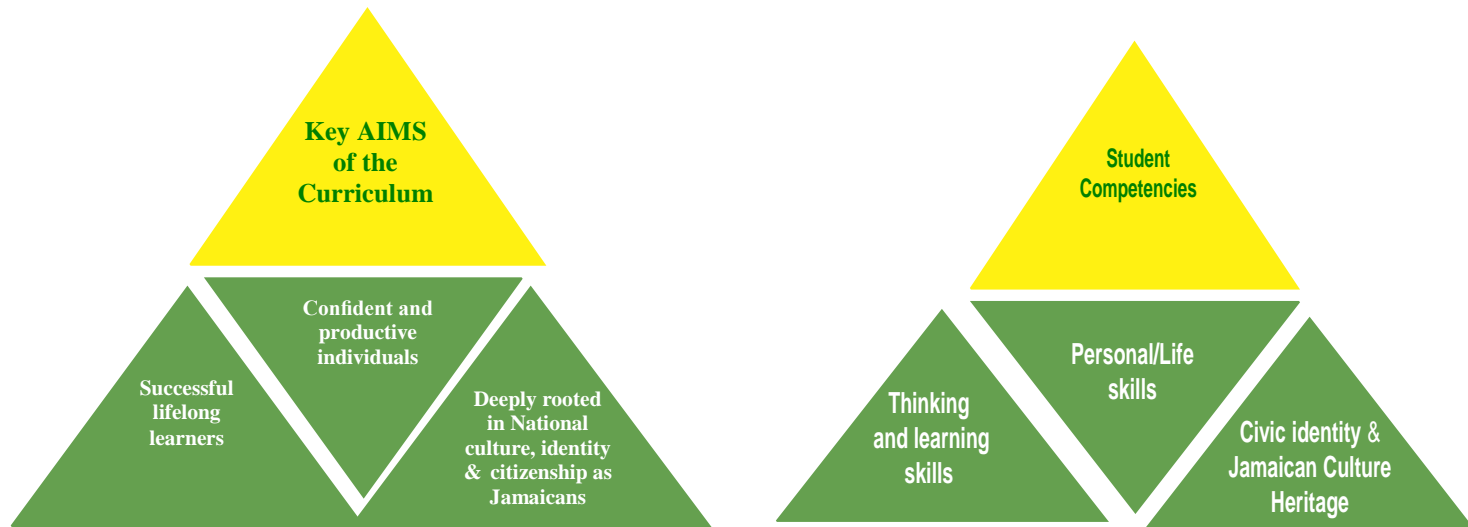 Key AIMS
of the
Curriculum
Confident and
productive
individuals
Successful
lifelong
learners
Deeply rooted
in National
culture, identity
& citizenship as
Jamaicans
Student
Competencies
Personal/Life
skills
Thinking
and learning
skills
Civic identity &
Jamaican Culture
Heritage